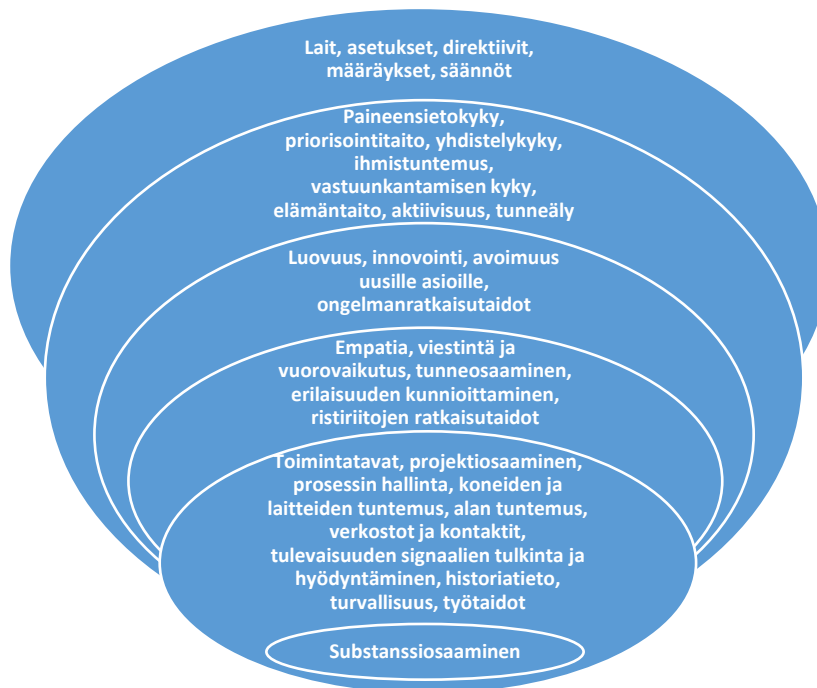 Lait, asetukset, direktiivit,
määräykset, säännöt
Paineensietokyky,
priorisointitaito, yhdistelykyky,
ihmistuntemus,
vastuunkantamisen kyky,
elämäntaito, aktiivisuus, tunneäly
Luovuus, innovointi, avoimuus
uusille asioille,
ongelmanratkaisutaidot
Empatia, viestintä ja
vuorovaikutus, tunneosaaminen,
erilaisuuden kunnioittaminen,
ristiriitojen ratkaisutaidot
Toimintatavat, projektiosaaminen,
prosessin hallinta, koneiden ja
laitteiden tuntemus, alan tuntemus,
verkostot ja kontaktit,
tulevaisuuden signaalien tulkinta ja
hyödyntäminen, historiatieto,
turvallisuus, työtaidot
Substanssiosaaminen